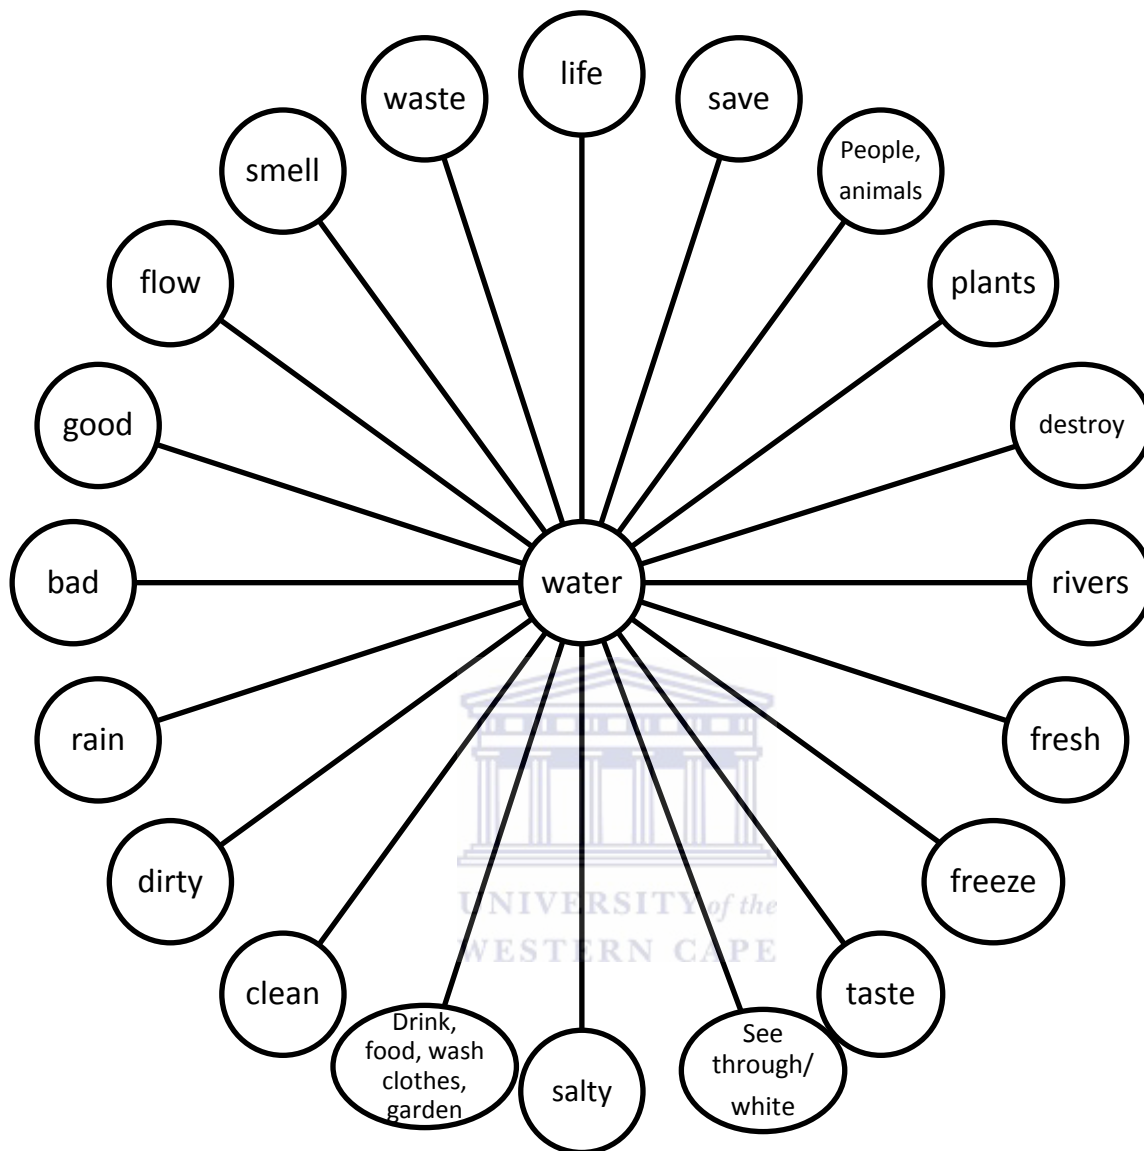 life
save
People,
animals
plants
destroy
rivers
fresh
freeze
taste
See
through/
white
salty
Drink,
food, wash
clothes,
garden
clean
dirty
rain
bad
good
flow
smell
waste
water
UNIVERSITY of the
WESTERN CAPE